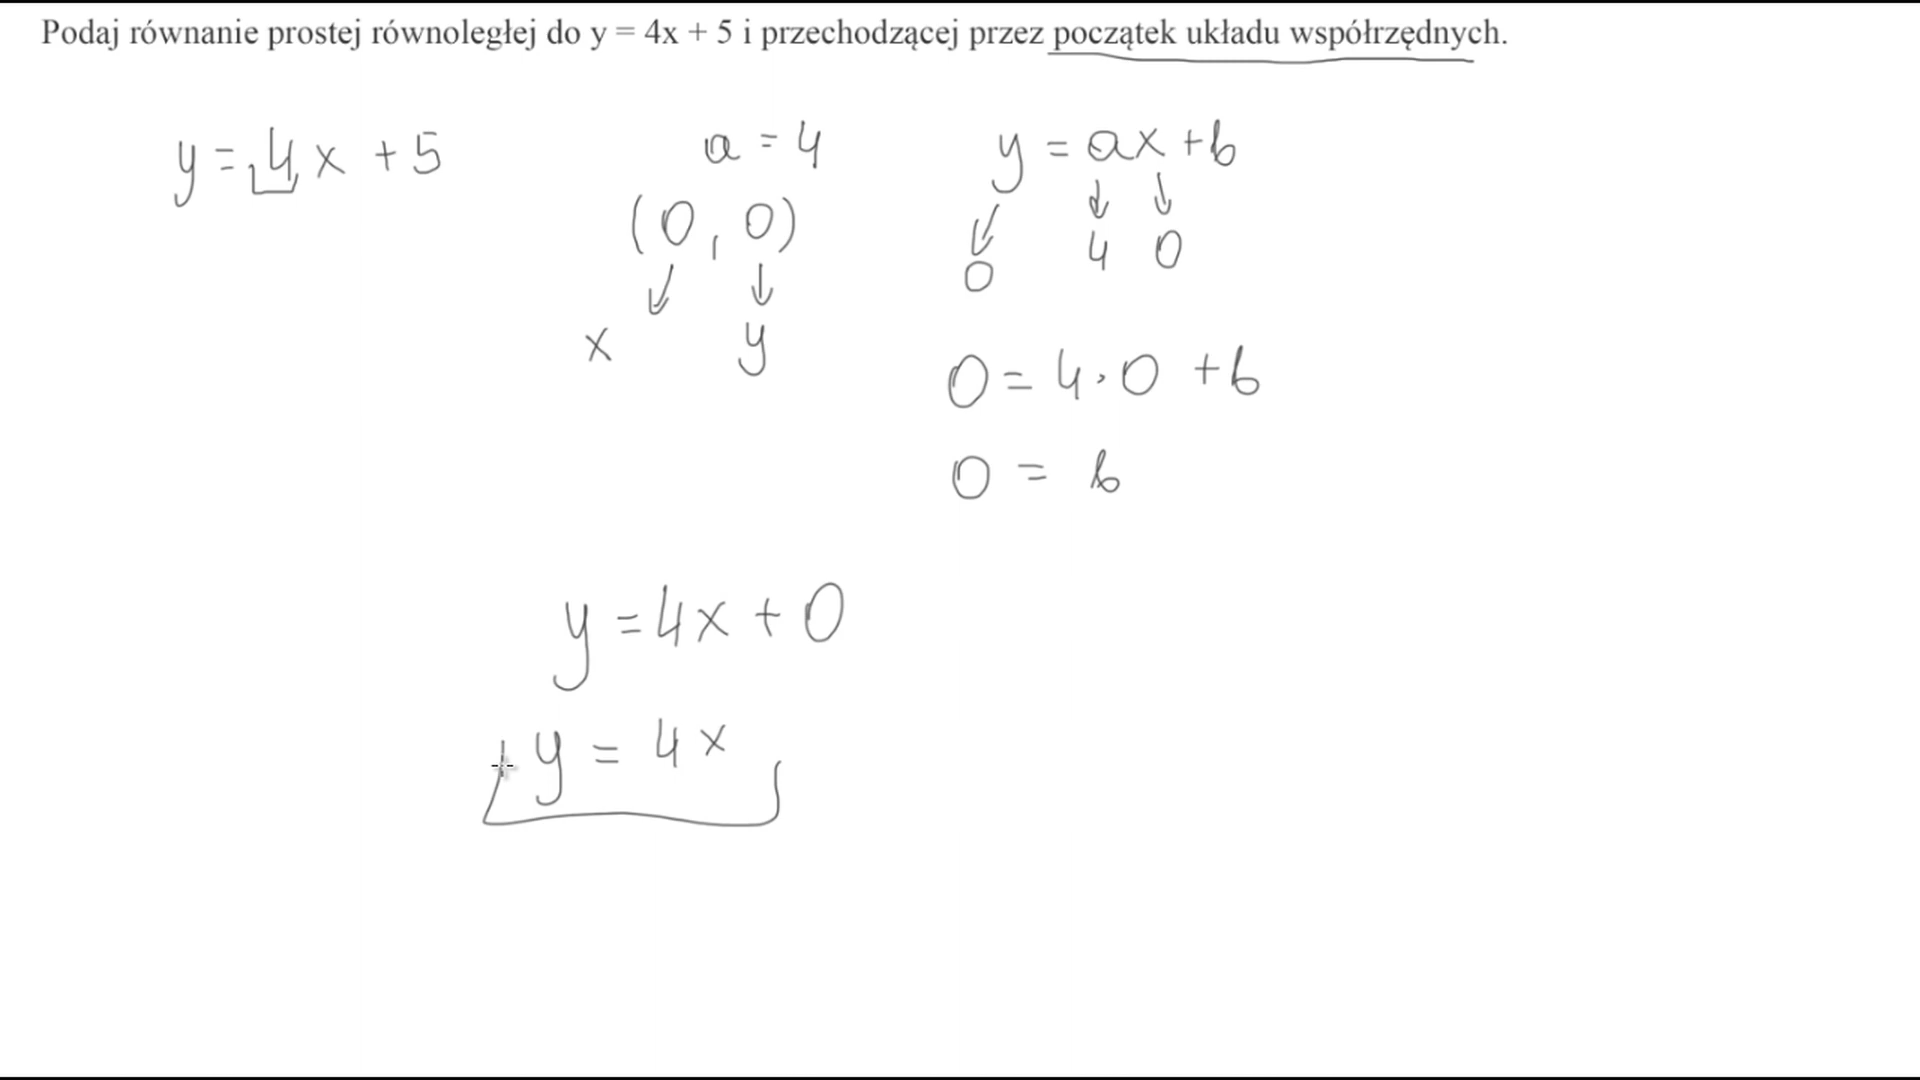 Podaj równanie prostej równoległej do y = 4x + 5 i przechodzącej przez początek układu współrzędnych.
y = 4x + 5
a = 4
(0, 0)
↓ ↓
x y
y = ax + b
↓ ↓ ↓
0 4 0
0 = 4 · 0 + b
0 = b
y = 4x + 0
y = 4x